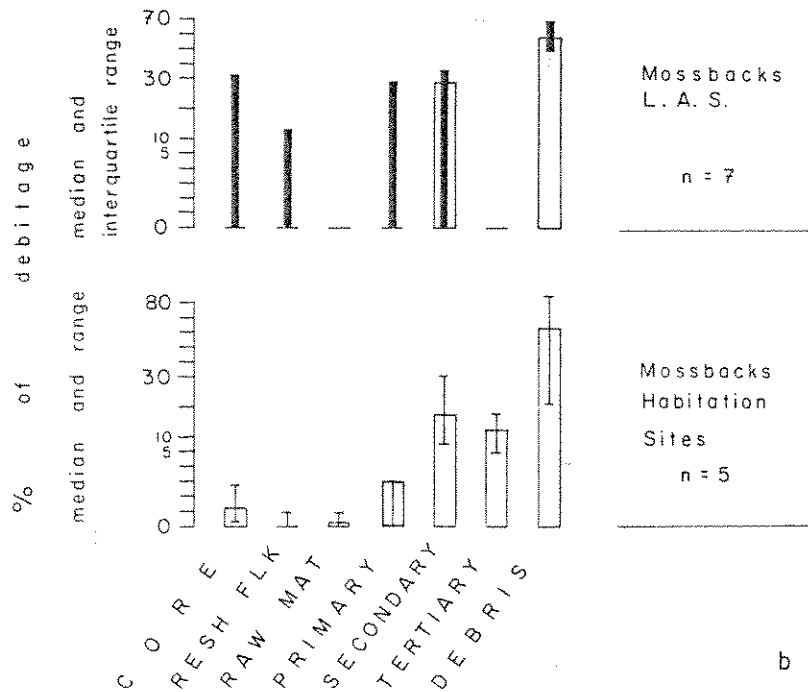 70
30
10
5
0
80
30
10
5
0
% of debitage
median and interquartile range
median and range
Mossbacks
L. A. S.
n = 7
Mossbacks
Habitation
Sites
n = 5
CORE
RESH FLK
RAW MAT
PRIMARY
SECONDARY
TERTIARY
DEBRIS
b